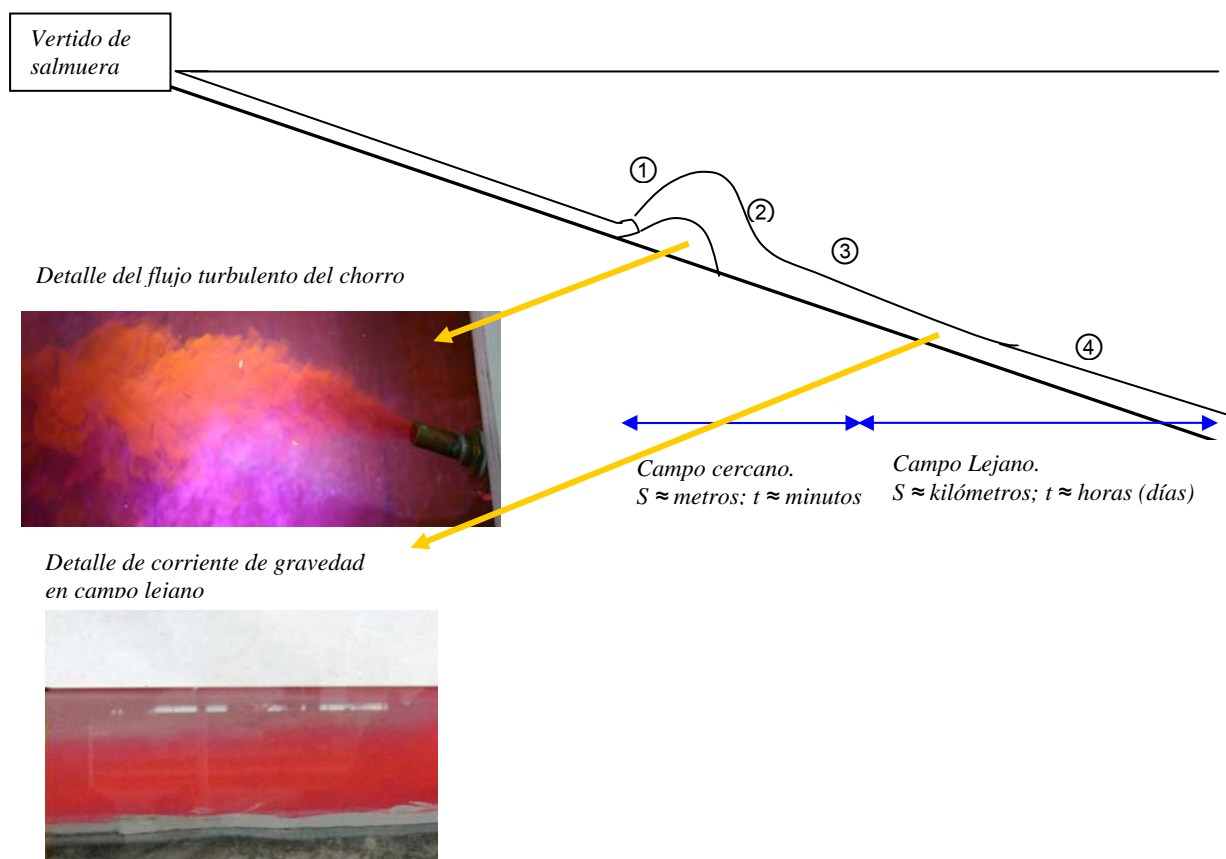 Vertido de
salmuera
①
②
③
④
Detalle del flujo turbulento del chorro
Campo cercano.
S ≈ metros; t ≈ minutos
Campo Lejano.
S ≈ kilómetros; t ≈ horas (días)
Detalle de corriente de gravedad
en campo lejano